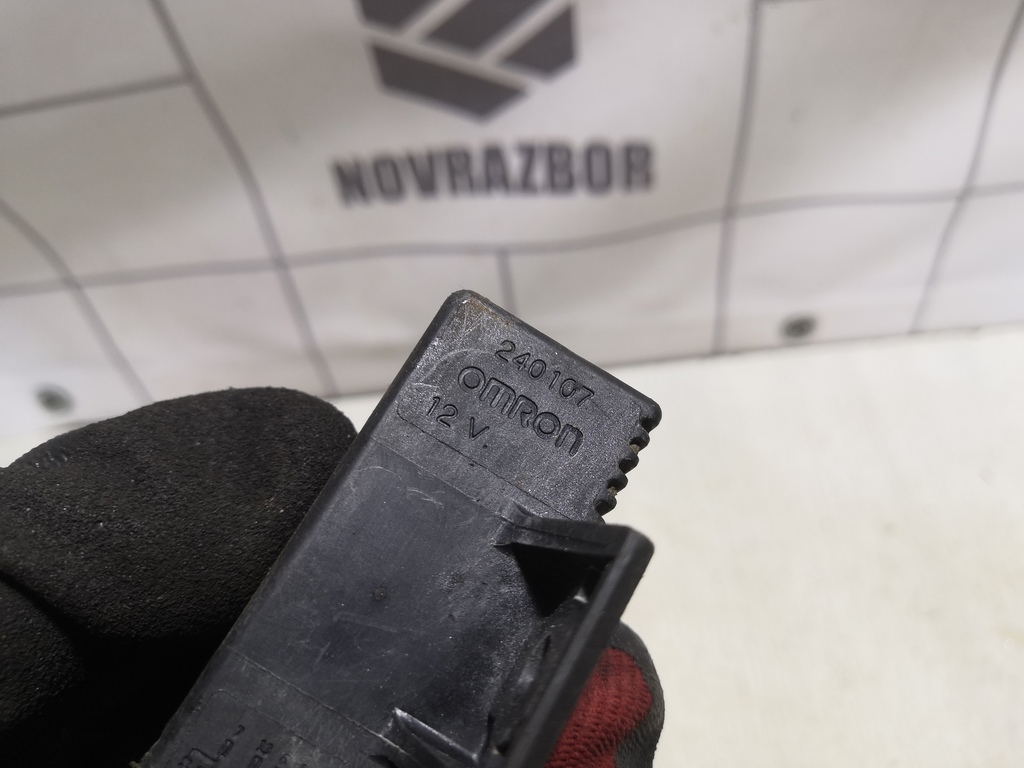 NOVRAZBOR
240107
OMRON
12 V.